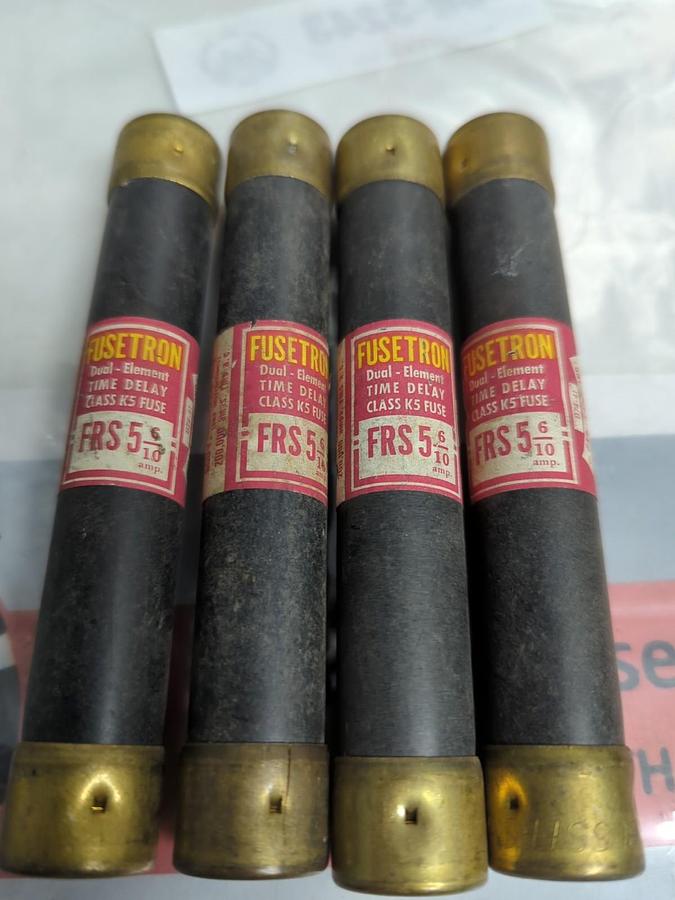 FUSETRON
Dual - Element
TIME DELAY
CLASS K5 FUSE
FRS 5 6/10
amp.
FUSETRON
Dual - Element
TIME DELAY
CLASS K5 FUSE
FRS 5 6/10
FUSETRON
Dual - Element
TIME DELAY
CLASS K5 FUSE
FRS 5 6/10
amp.
FUSETRON
Dual - Element
TIME DELAY
CLASS K5 FUSE
FRS 5 6/10
amp.